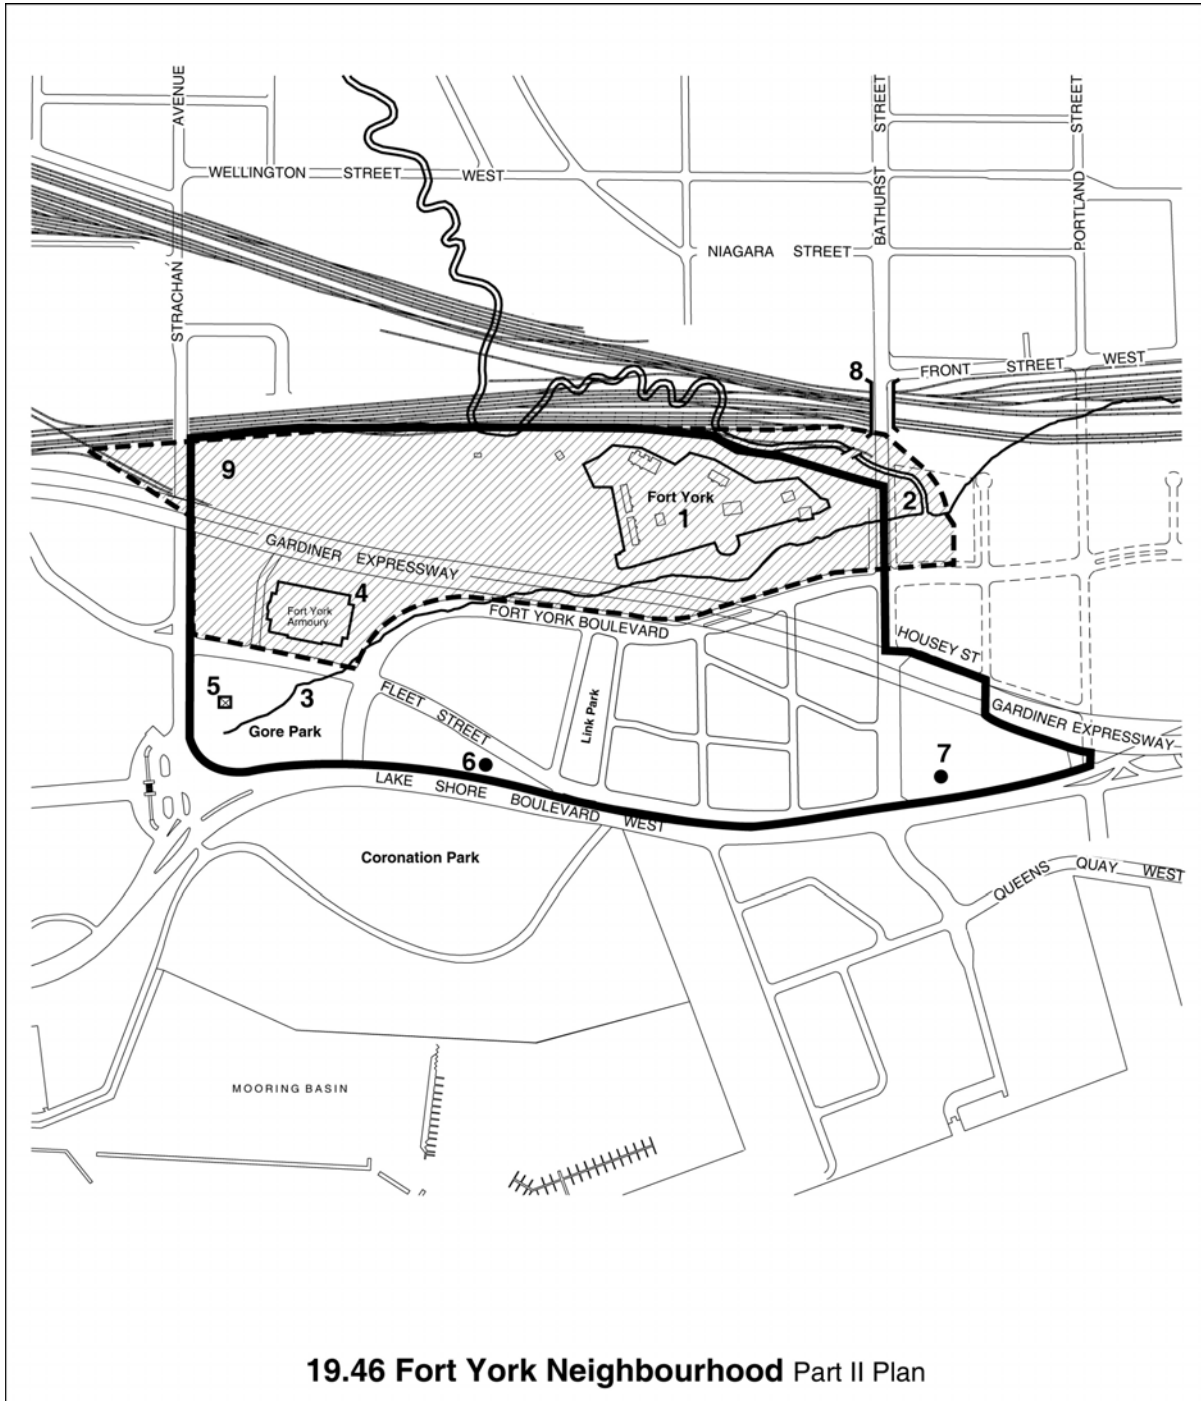 AVENUE
STREET
STREET
WELLINGTON STREET WEST
BATHURST
PORTLAND
NIAGARA STREET
STRACHAN
8
FRONT STREET WEST
9
Fort York
1
2
GARDINER EXPRESSWAY
4
Fort York
Armoury
FORT YORK BOULEVARD
HOUSEY ST
5
3
FLEET STREET
Link Park
Gore Park
GARDINER EXPRESSWAY
6
7
LAKE SHORE BOULEVARD WEST
Coronation Park
QUEENS QUAY WEST
MOORING BASIN
19.46 Fort York Neighbourhood Part II Plan